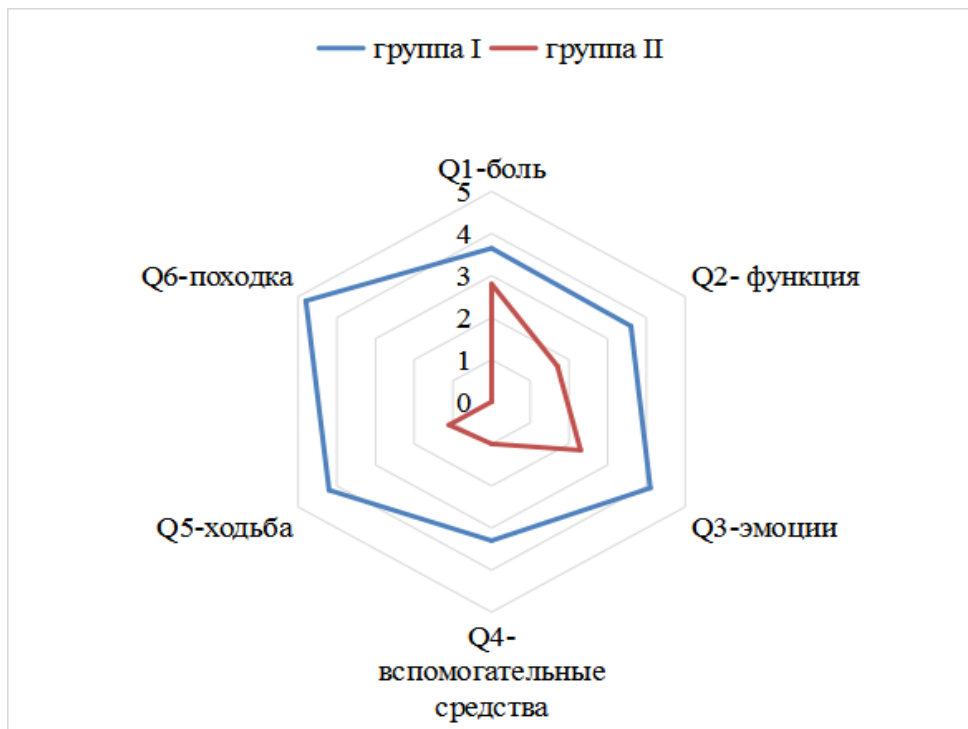 группа I группа II
Q1-боль
5
4
3
2
1
0
Q2- функция
Q3-эмоции
Q4-
вспомогательные
средства
Q5-ходьба
Q6-походка